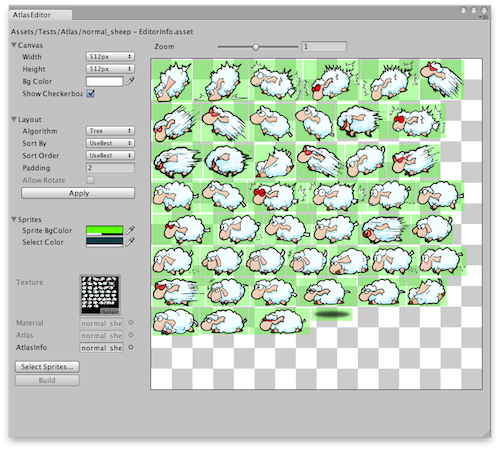 AtlasEditor
Assets/Tests/Atlas/normal_sheep - EditorInfo.asset
Canvas
Zoom
1
Width
512px
Height
512px
Bg Color
Show Checkerboa
Layout
Algorithm
Tree
Sort By
UseBest
Sort Order
UseBest
Padding
2
Allow Rotate
Apply
Sprites
Sprite BgColor
Select Color
Texture
Select
Material
normal_she
Atlas
normal_she
AtlasInfo
normal_she
Select Sprites...
Build